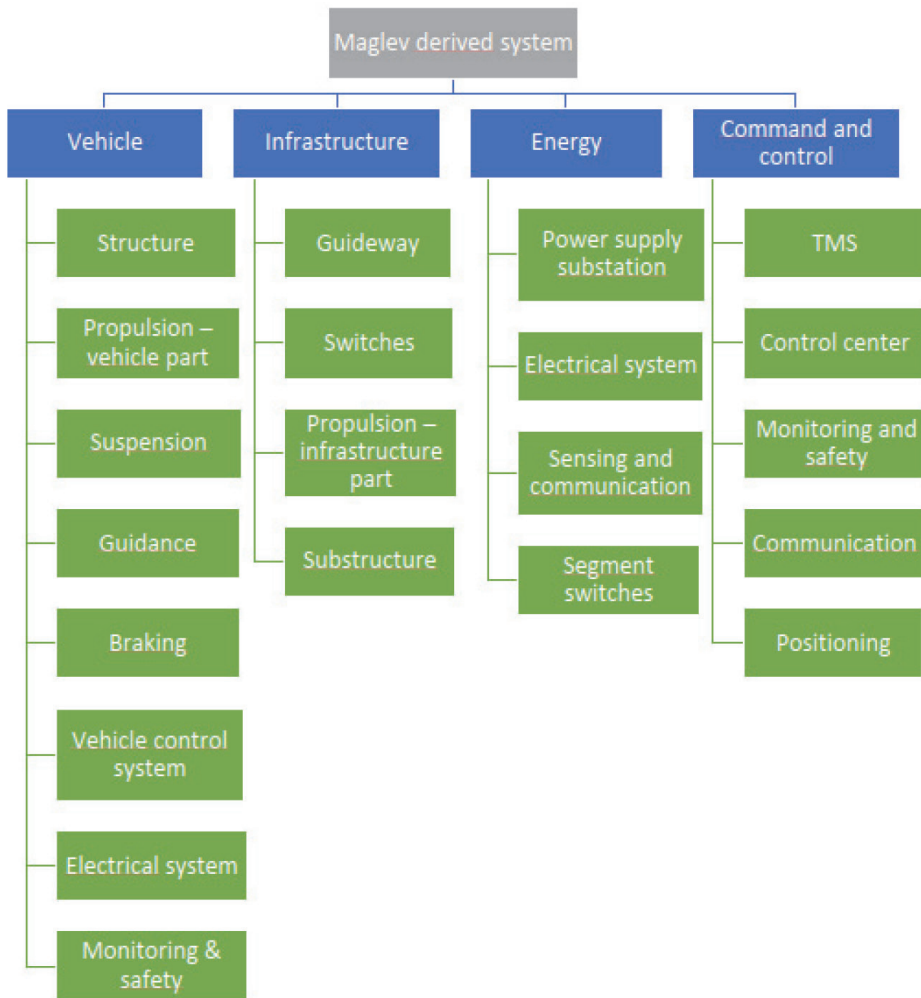 Maglev derived system
Vehicle
Structure
Propulsion –
vehicle part
Suspension
Guidance
Braking
Vehicle control
system
Electrical system
Monitoring &
safety
Infrastructure
Guideway
Switches
Propulsion –
infrastructure
part
Substructure
Energy
Power supply
substation
Electrical system
Sensing and
communication
Segment
switches
Command and
control
TMS
Control center
Monitoring and
safety
Communication
Positioning